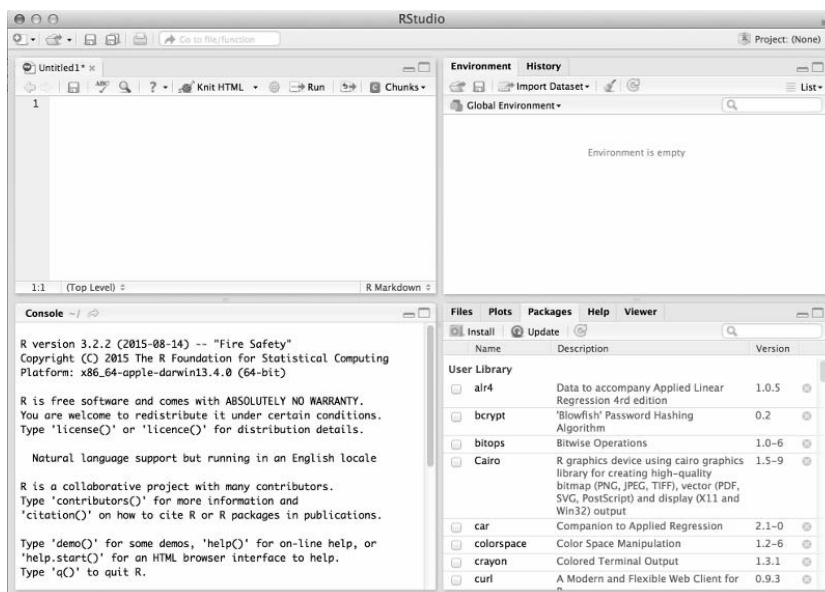 RStudio
Go to file/function
Project: (None)
Untitled1*
ABC
?
Knit HTML
Run
Chunks
1
1:1 (Top Level)
R Markdown
Console ~/
R version 3.2.2 (2015-08-14) -- "Fire Safety"
Copyright (C) 2015 The R Foundation for Statistical Computing
Platform: x86_64-apple-darwin13.4.0 (64-bit)
R is free software and comes with ABSOLUTELY NO WARRANTY.
You are welcome to redistribute it under certain conditions.
Type 'license()' or 'licence()' for distribution details.
Natural language support but running in an English locale
R is a collaborative project with many contributors.
Type 'contributors()' for more information and
'citation()' on how to cite R or R packages in publications.
Type 'demo()' for some demos, 'help()' for on-line help, or
'help.start()' for an HTML browser interface to help.
Type 'q()' to quit R.
Environment History
Import Dataset
List
Global Environment
Environment is empty
Files Plots Packages Help Viewer
Install Update
Name Description Version
User Library
alr4 Data to accompany Applied Linear 1.0.5
Regression 4rd edition
bcrypt 'Blowfish' Password Hashing 0.2
Algorithm
bitops Bitwise Operations 1.0-6
Cairo R graphics device using cairo graphics 1.5-9
library for creating high-quality
bitmap (PNG, JPEG, TIFF), vector (PDF,
SVG, PostScript) and display (X11 and
Win32) output
car Companion to Applied Regression 2.1-0
colorspace Color Space Manipulation 1.2-6
crayon Colored Terminal Output 1.3.1
curl A Modern and Flexible Web Client for 0.9.3